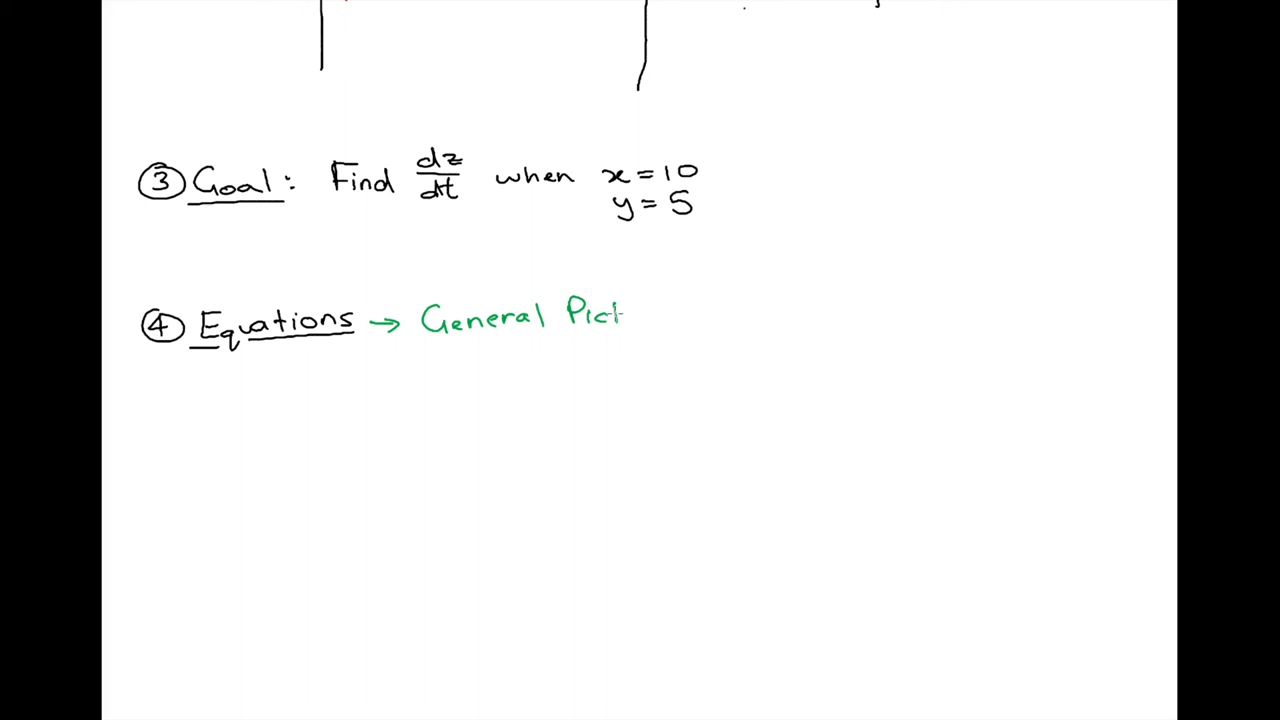 ③ Goal: Find dz/dt when x = 10
y = 5
④ Equations → General Pict